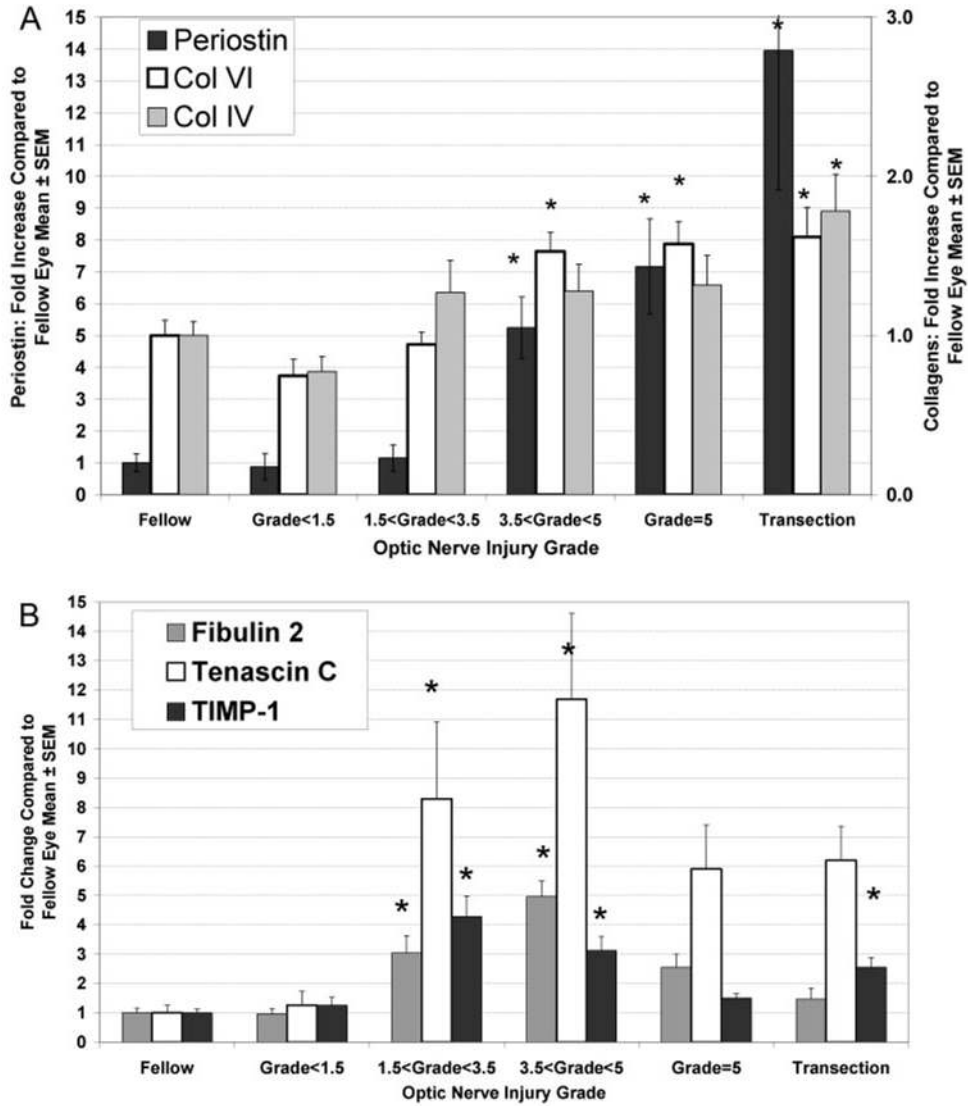 A
Periostin: Fold Increase Compared to
Fellow Eye Mean ± SEM
15
14
13
12
11
10
9
8
7
6
5
4
3
2
1
0
Periostin
Col VI
Col IV
*
*
*
*
*
*
*
3.0
2.0
1.0
0.0
Collagens: Fold Increase Compared to
Fellow Eye Mean ± SEM
Fellow
Grade<1.5
1.5<Grade<3.5
3.5<Grade<5
Grade=5
Transection
Optic Nerve Injury Grade
B
Fold Change Compared to
Fellow Eye Mean ± SEM
15
14
13
12
11
10
9
8
7
6
5
4
3
2
1
0
Fibulin 2
Tenascin C
TIMP-1
*
*
*
*
*
*
*
Fellow
Grade<1.5
1.5<Grade<3.5
3.5<Grade<5
Grade=5
Transection
Optic Nerve Injury Grade